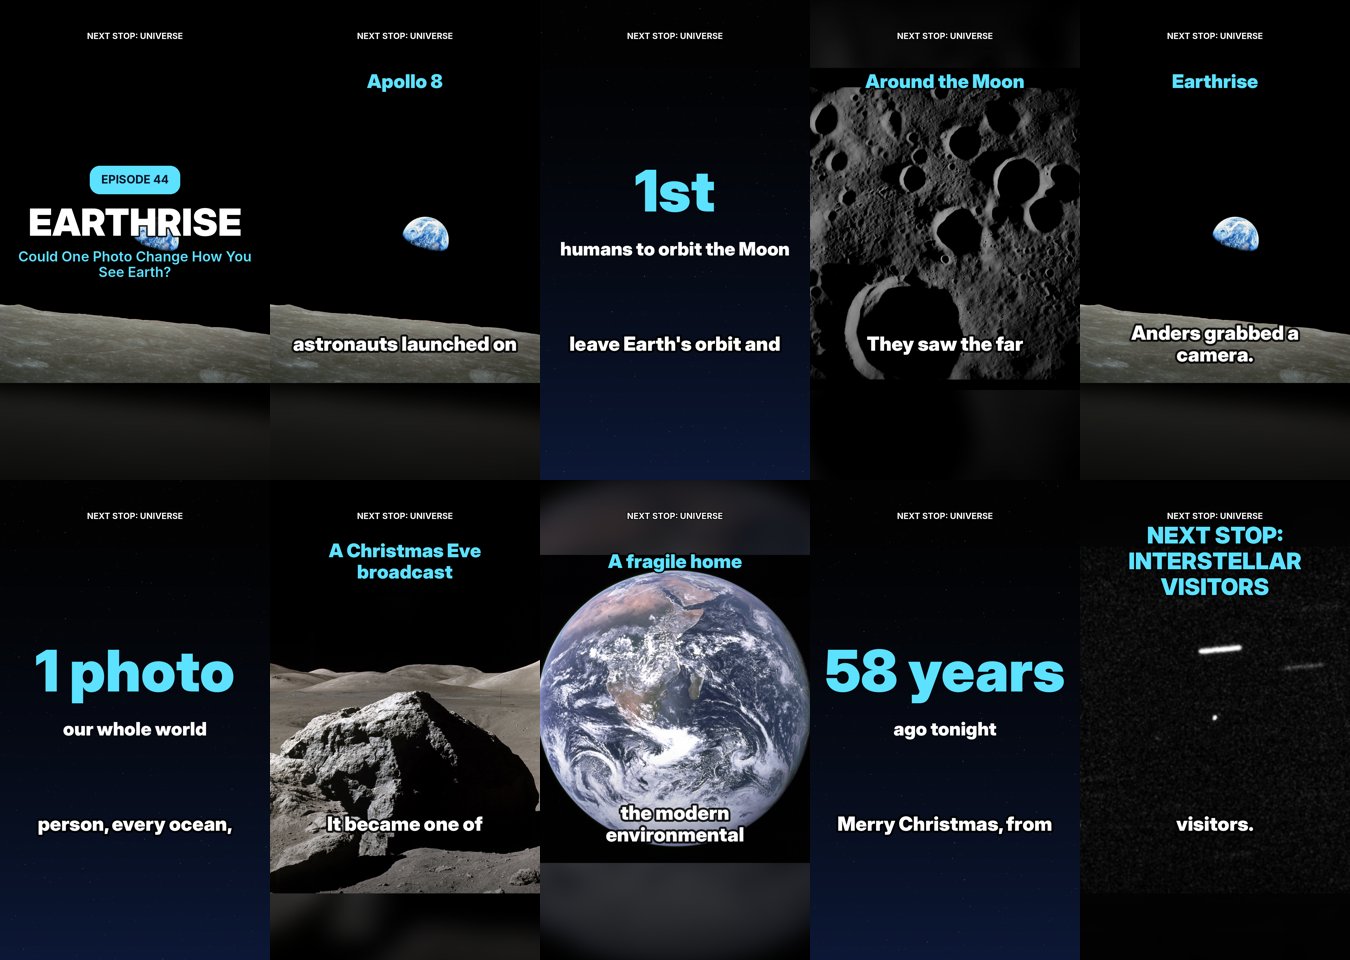 NEXT STOP: UNIVERSE
EPISODE 44
EARTHRISE
Could One Photo Change How You
See Earth?
NEXT STOP: UNIVERSE
Apollo 8
astronauts launched on
NEXT STOP: UNIVERSE
1st
humans to orbit the Moon
leave Earth's orbit and
NEXT STOP: UNIVERSE
Around the Moon
They saw the far
NEXT STOP: UNIVERSE
Earthrise
Anders grabbed a
camera.
NEXT STOP: UNIVERSE
1 photo
our whole world
person, every ocean,
NEXT STOP: UNIVERSE
A Christmas Eve
broadcast
It became one of
NEXT STOP: UNIVERSE
A fragile home
the modern
environmental
NEXT STOP: UNIVERSE
58 years
ago tonight
Merry Christmas, from
NEXT STOP: UNIVERSE
NEXT STOP:
INTERSTELLAR
VISITORS
visitors.